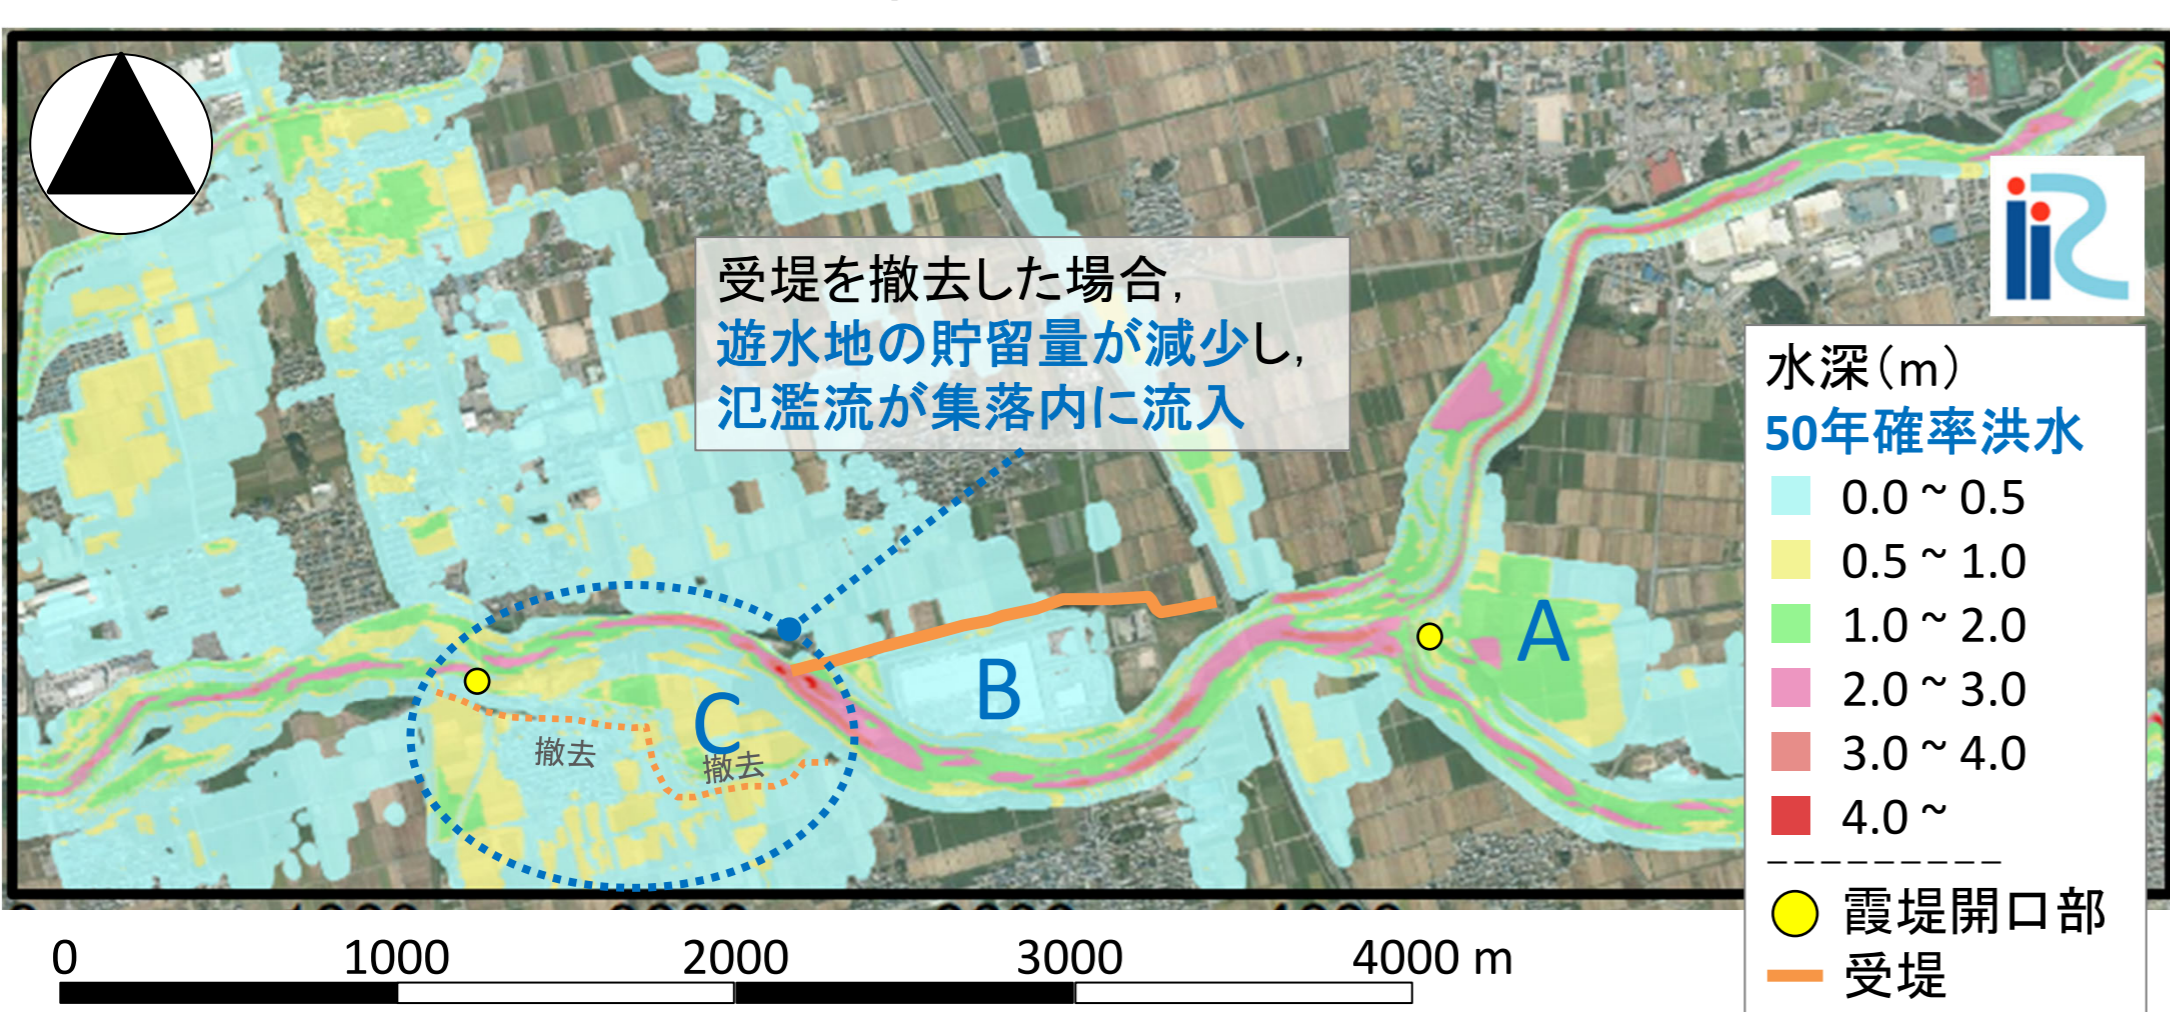 受堤を撤去した場合,
遊水地の貯留量が減少し,
氾濫流が集落内に流入
iRIC
水深(m)
50年確率洪水
0.0 ~ 0.5
0.5 ~ 1.0
1.0 ~ 2.0
2.0 ~ 3.0
3.0 ~ 4.0
4.0 ~
霞堤開口部
受堤
A
B
C
撤去
撤去
0 1000 2000 3000 4000 m